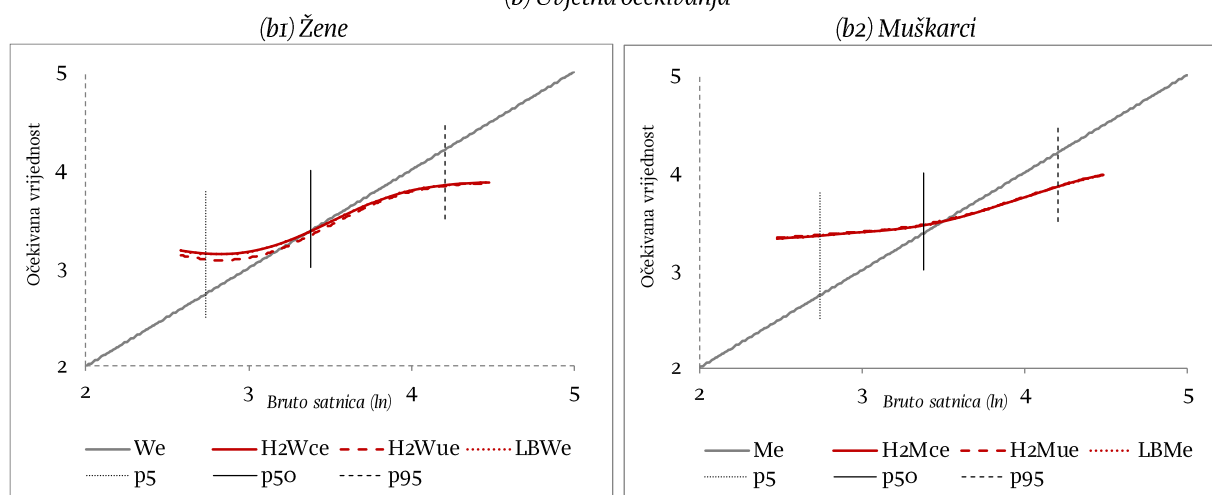 (b) Uvjetna očekivanja
(b1) Žene
(b2) Muškarci
Očekivana vrijednost
5
4
3
2
2
3
4
5
Bruto satnica (ln)
We
H2Wce
H2Wue
LBWe
p5
p50
p95
Očekivana vrijednost
5
4
3
2
2
3
4
5
Bruto satnica (ln)
Me
H2Mce
H2Mue
LBMe
p5
p50
p95